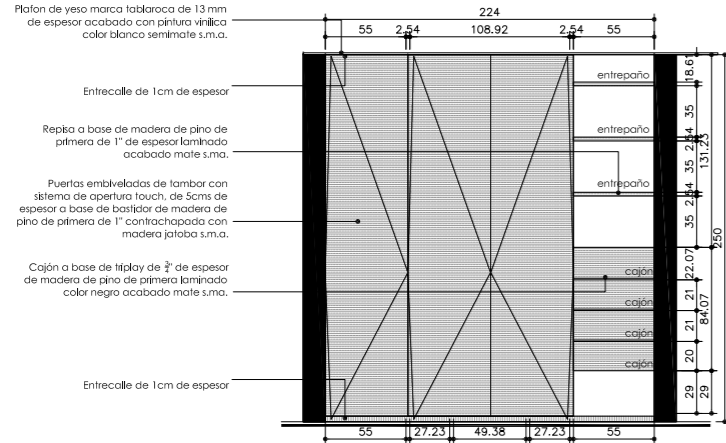 Plafon de yeso marca tablaroca de 13 mm
de espesor acabado con pintura vinílica
color blanco semimate s.m.a.
Entrecalle de 1cm de espesor
Repisa a base de madera de pino de
primera de 1" de espesor laminado
acabado mate s.ma.
Puertas embiveladas de tambor con
sistema de apertura touch, de 5cms de
espesor a base de bastidor de madera de
pino de primera de 1" contrachapada con
madera jatoba s.m.a.
Cajón a base de triplay de ¾" de espesor
de madera de pino de primera laminado
color negro acabado mate s.ma.
Entrecalle de 1cm de espesor
224
55 2.54 108.92 2.54 55
entrepaño
entrepaño
entrepaño
cajón
cajón
cajón
cajón
18.61
35
2.54
35
2.54
35
22.07
21
21
20
29
131.23
84.07
29
250
55 27.23 49.38 27.23 55